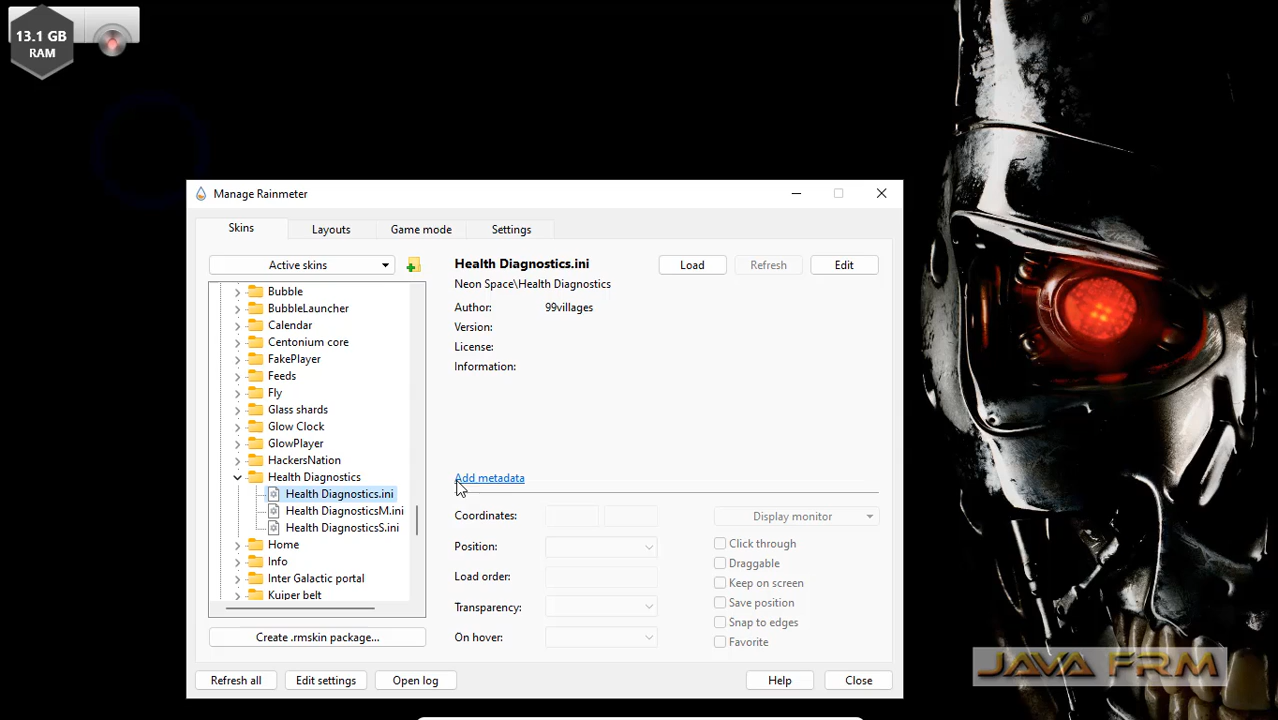 13.1 GB
RAM
Manage Rainmeter
Skins
Layouts
Game mode
Settings
Active skins
Bubble
BubbleLauncher
Calendar
Centonium core
FakePlayer
Feeds
Fly
Glass shards
Glow Clock
GlowPlayer
HackersNation
Health Diagnostics
Health Diagnostics.ini
Health DiagnosticsM.ini
Health DiagnosticsS.ini
Home
Info
Inter Galactic portal
Kuiper belt
Create .rmskin package...
Health Diagnostics.ini
Load
Refresh
Edit
Neon Space\Health Diagnostics
Author: 99villages
Version:
License:
Information:
Add metadata
Coordinates:
Display monitor
Position:
Load order:
Transparency:
On hover:
Click through
Draggable
Keep on screen
Save position
Snap to edges
Favorite
Refresh all
Edit settings
Open log
Help
Close
JAVA FRM